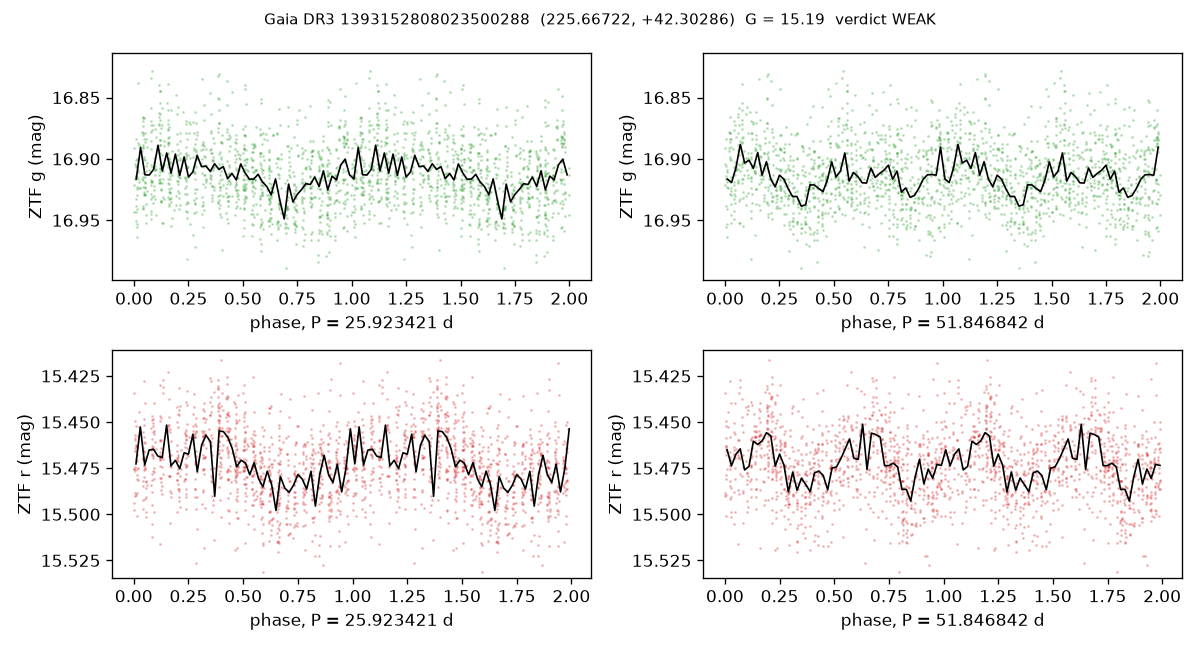 Gaia DR3 1393152808023500288  (225.66722, +42.30286)  G = 15.19  verdict WEAK
ZTF g (mag)
16.85
16.90
16.95
0.00 0.25 0.50 0.75 1.00 1.25 1.50 1.75 2.00
phase, P = 25.923421 d
ZTF g (mag)
16.85
16.90
16.95
0.00 0.25 0.50 0.75 1.00 1.25 1.50 1.75 2.00
phase, P = 51.846842 d
ZTF r (mag)
15.425
15.450
15.475
15.500
15.525
0.00 0.25 0.50 0.75 1.00 1.25 1.50 1.75 2.00
phase, P = 25.923421 d
ZTF r (mag)
15.425
15.450
15.475
15.500
15.525
0.00 0.25 0.50 0.75 1.00 1.25 1.50 1.75 2.00
phase, P = 51.846842 d